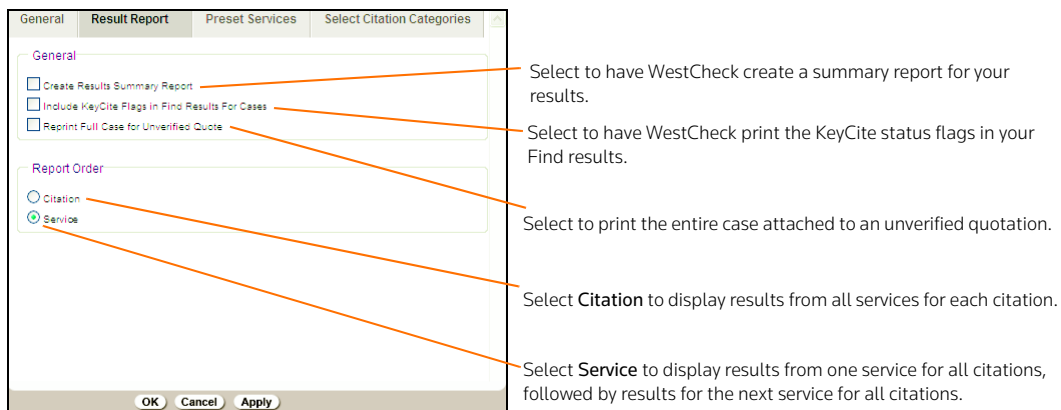 General Result Report Preset Services Select Citation Categories
General
Create Results Summary Report
Include KeyCite Flags in Find Results For Cases
Reprint Full Case for Unverified Quote
Report Order
Citation
Service
OK Cancel Apply
Select to have WestCheck create a summary report for your
results.
Select to have WestCheck print the KeyCite status flags in your
Find results.
Select to print the entire case attached to an unverified quotation.
Select Citation to display results from all services for each citation.
Select Service to display results from one service for all citations,
followed by results for the next service for all citations.